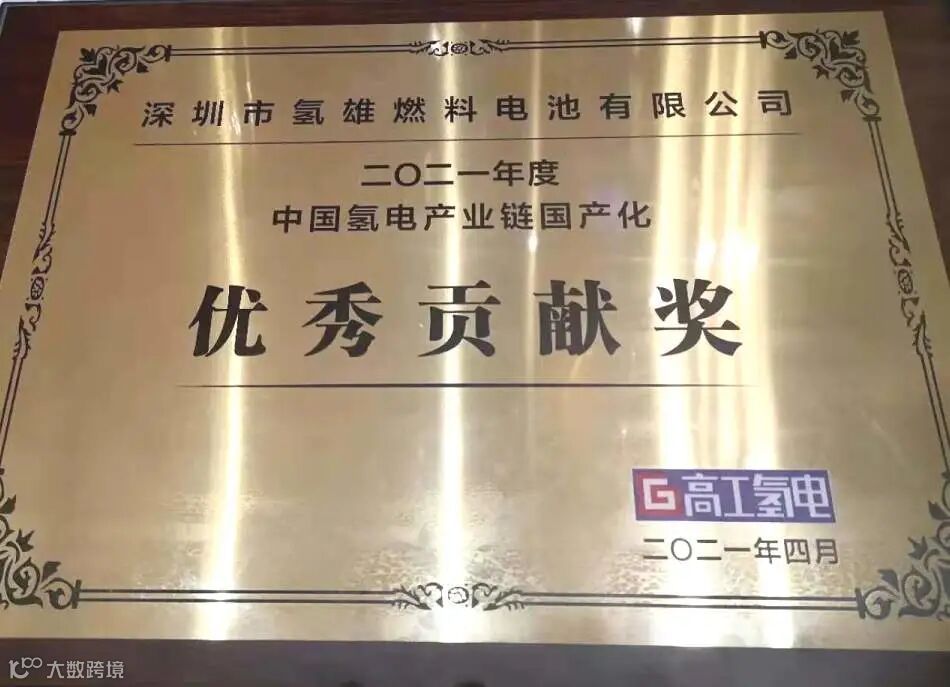 深圳市氢雄燃料电池有限公司
二〇二一年度
中国氢电产业链国产化
优秀贡献奖
G 高工氢电
二〇二一年四月
大数跨境